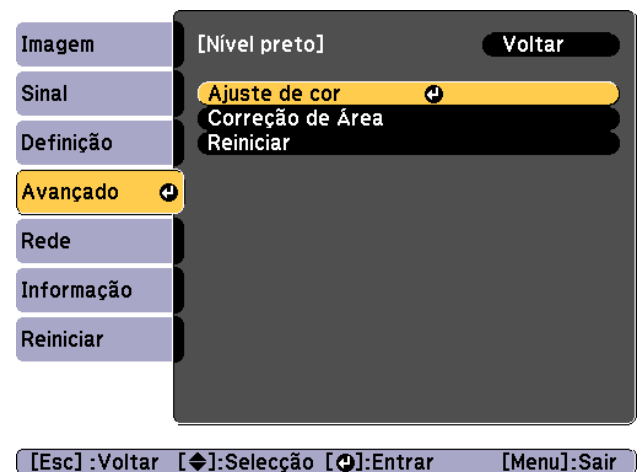 Imagem
Sinal
Definição
Avançado
Rede
Informação
Reiniciar
[Nível preto] Voltar
Ajuste de cor
Correção de Área
Reiniciar
[Esc] :Voltar []:Selecção []:Entrar [Menu]:Sair